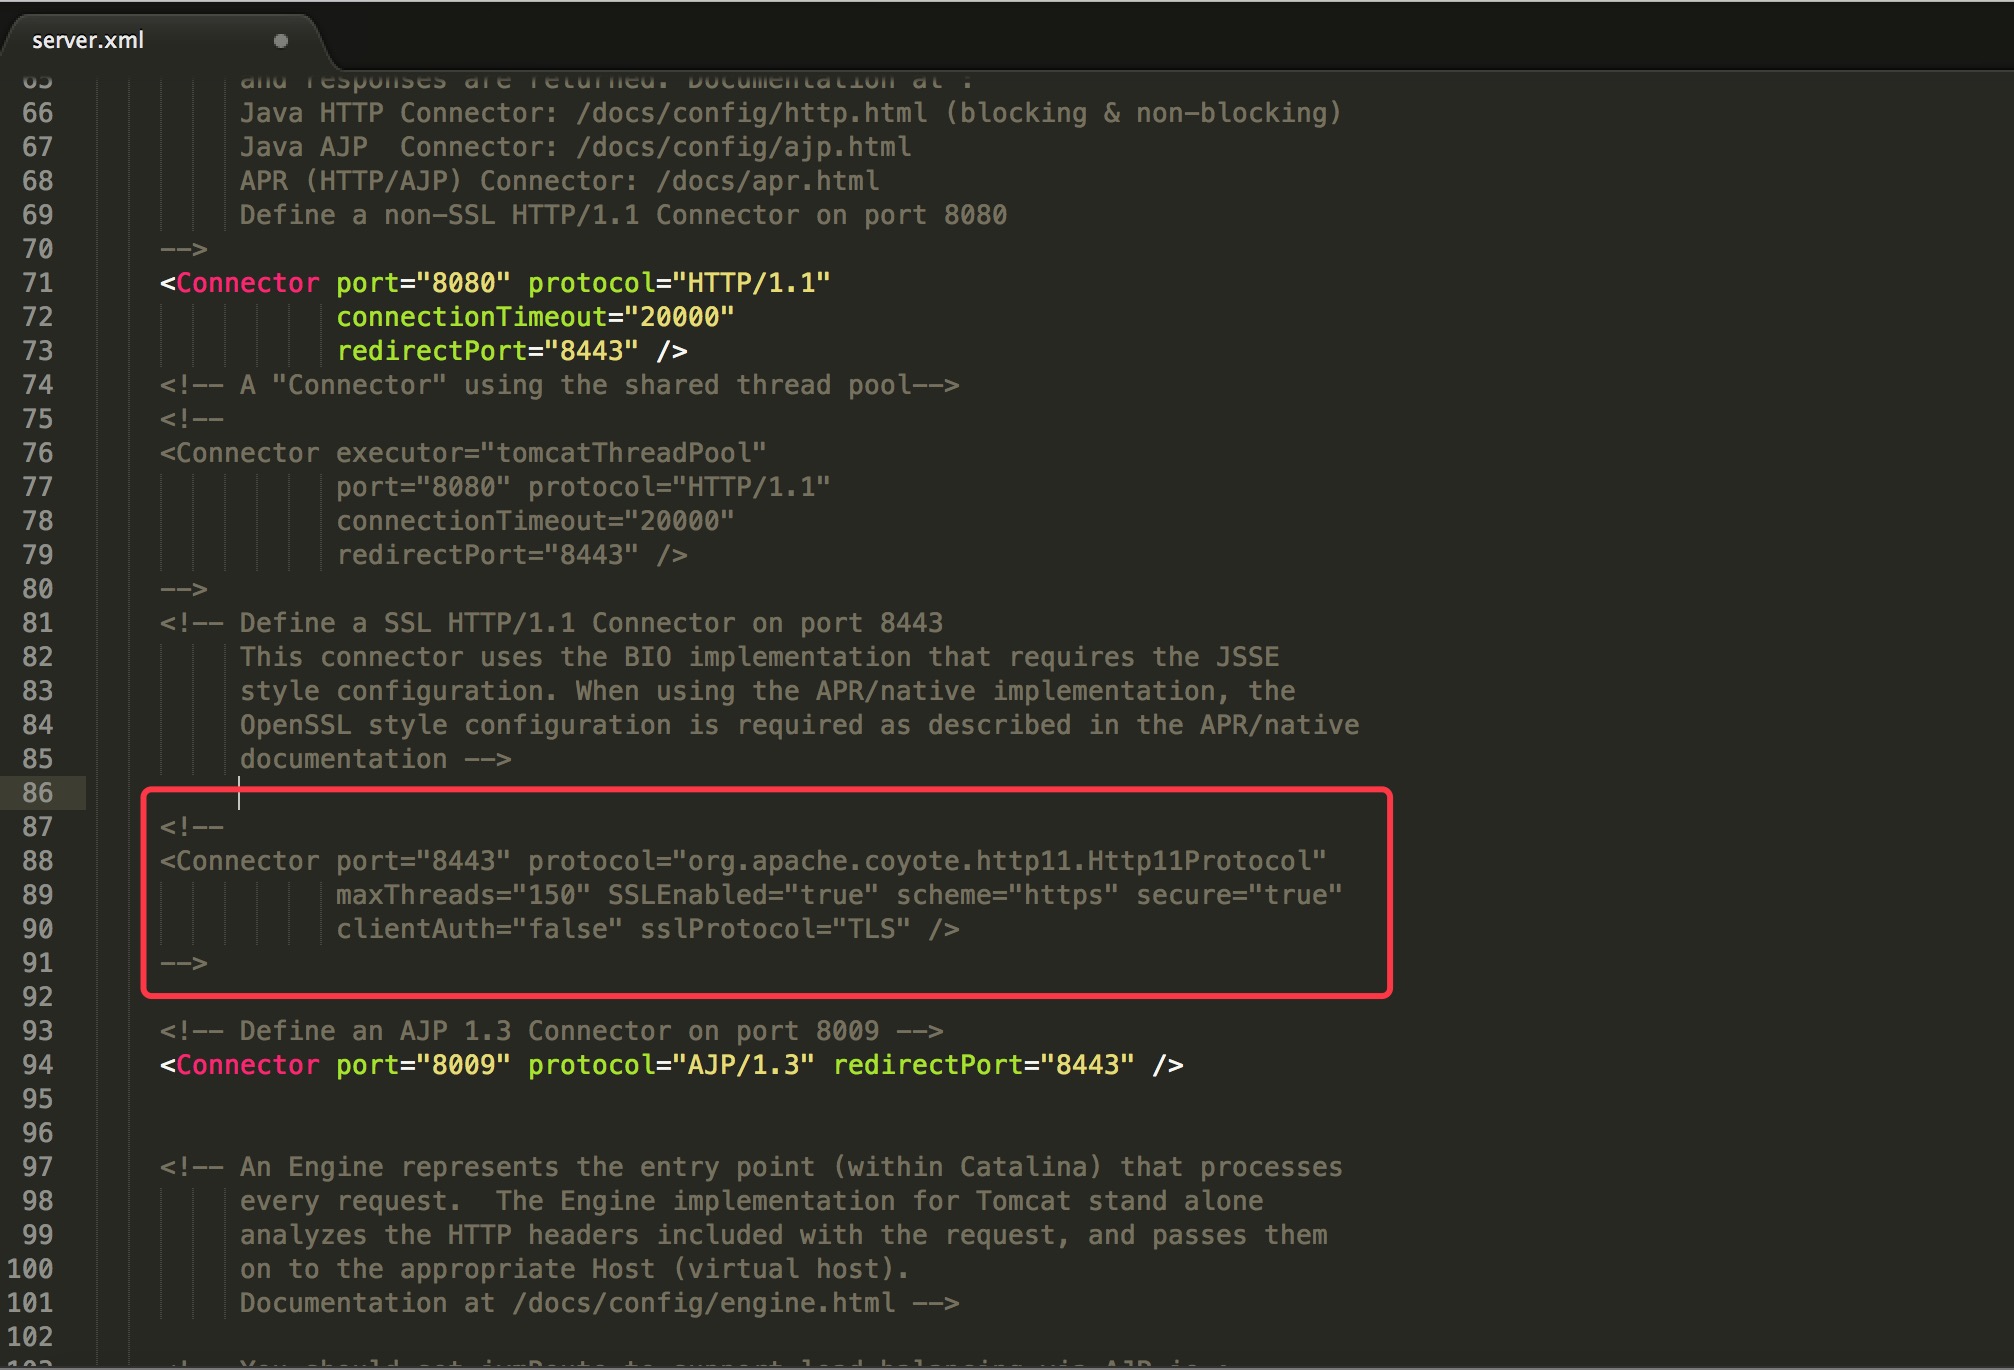 server.xml
65 and responses are returned. Documentation at :
66 Java HTTP Connector: /docs/config/http.html (blocking & non-blocking)
67 Java AJP  Connector: /docs/config/ajp.html
68 APR (HTTP/AJP) Connector: /docs/apr.html
69 Define a non-SSL HTTP/1.1 Connector on port 8080
70 -->
71 <Connector port="8080" protocol="HTTP/1.1"
72 connectionTimeout="20000"
73 redirectPort="8443" />
74 <!-- A "Connector" using the shared thread pool-->
75 <!--
76 <Connector executor="tomcatThreadPool"
77 port="8080" protocol="HTTP/1.1"
78 connectionTimeout="20000"
79 redirectPort="8443" />
80 -->
81 <!-- Define a SSL HTTP/1.1 Connector on port 8443
82 This connector uses the BIO implementation that requires the JSSE
83 style configuration. When using the APR/native implementation, the
84 OpenSSL style configuration is required as described in the APR/native
85 documentation -->
86
87 <!--
88 <Connector port="8443" protocol="org.apache.coyote.http11.Http11Protocol"
89 maxThreads="150" SSLEnabled="true" scheme="https" secure="true"
90 clientAuth="false" sslProtocol="TLS" />
91 -->
92
93 <!-- Define an AJP 1.3 Connector on port 8009 -->
94 <Connector port="8009" protocol="AJP/1.3" redirectPort="8443" />
95
96
97 <!-- An Engine represents the entry point (within Catalina) that processes
98 every request.  The Engine implementation for Tomcat stand alone
99 analyzes the HTTP headers included with the request, and passes them
100 on to the appropriate Host (virtual host).
101 Documentation at /docs/config/engine.html -->
102
103 <!-- You should set jvmRoute to support load-balancing via AJP ie :